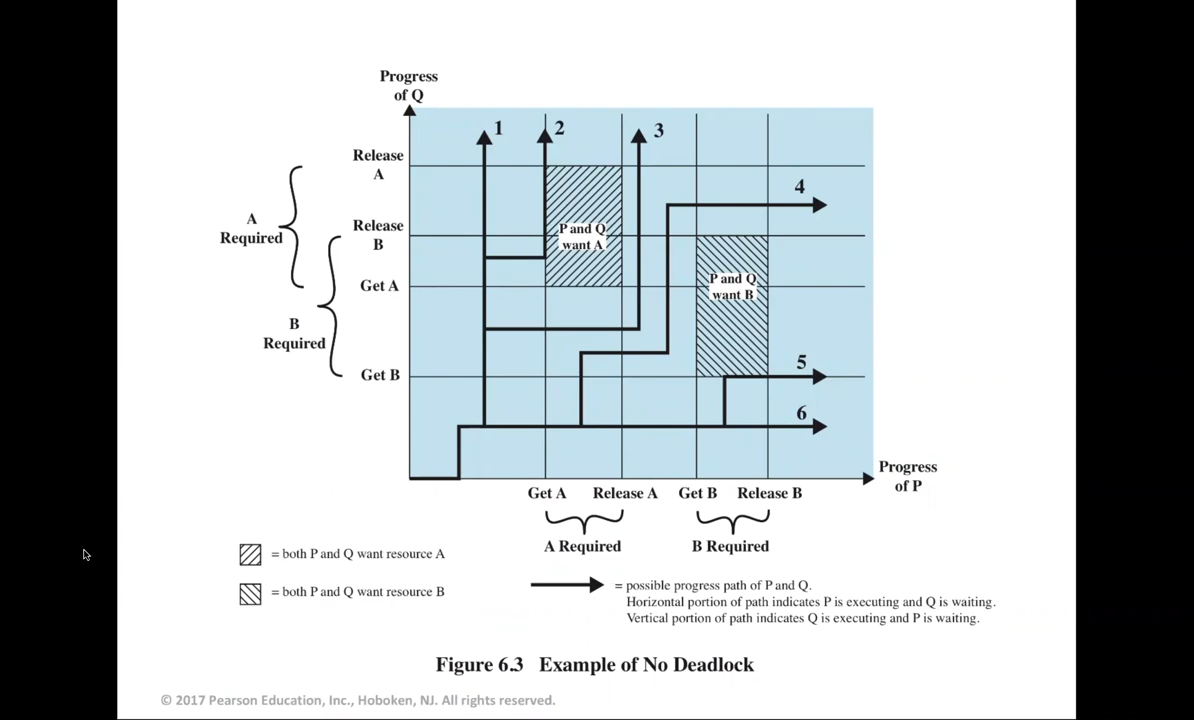 Progress
of Q
1
2
3
Release
A
4
A
Required
Release
B
P and Q
want A
Get A
P and Q
want B
B
Required
5
Get B
6
Progress
of P
Get A
Release A
Get B
Release B
A Required
B Required
= both P and Q want resource A
= both P and Q want resource B
= possible progress path of P and Q.
Horizontal portion of path indicates P is executing and Q is waiting.
Vertical portion of path indicates Q is executing and P is waiting.
Figure 6.3 Example of No Deadlock
© 2017 Pearson Education, Inc., Hoboken, NJ. All rights reserved.